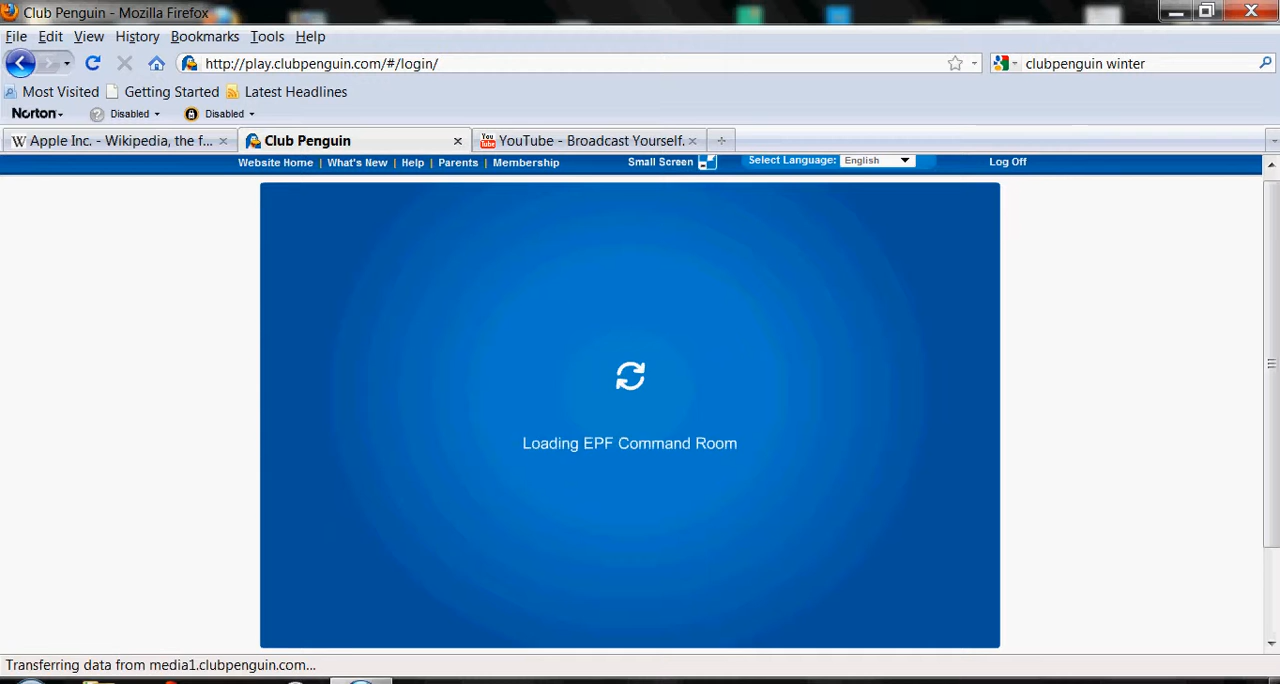 Club Penguin - Mozilla Firefox
File Edit View History Bookmarks Tools Help
http://play.clubpenguin.com/#/login/ clubpenguin winter
Most Visited Getting Started Latest Headlines
Norton Disabled Disabled
W Apple Inc. - Wikipedia, the f... Club Penguin You Tube YouTube - Broadcast Yourself.
Website Home | What's New | Help | Parents | Membership Small Screen Select Language: English Log Off
Loading EPF Command Room
Transferring data from media1.clubpenguin.com...